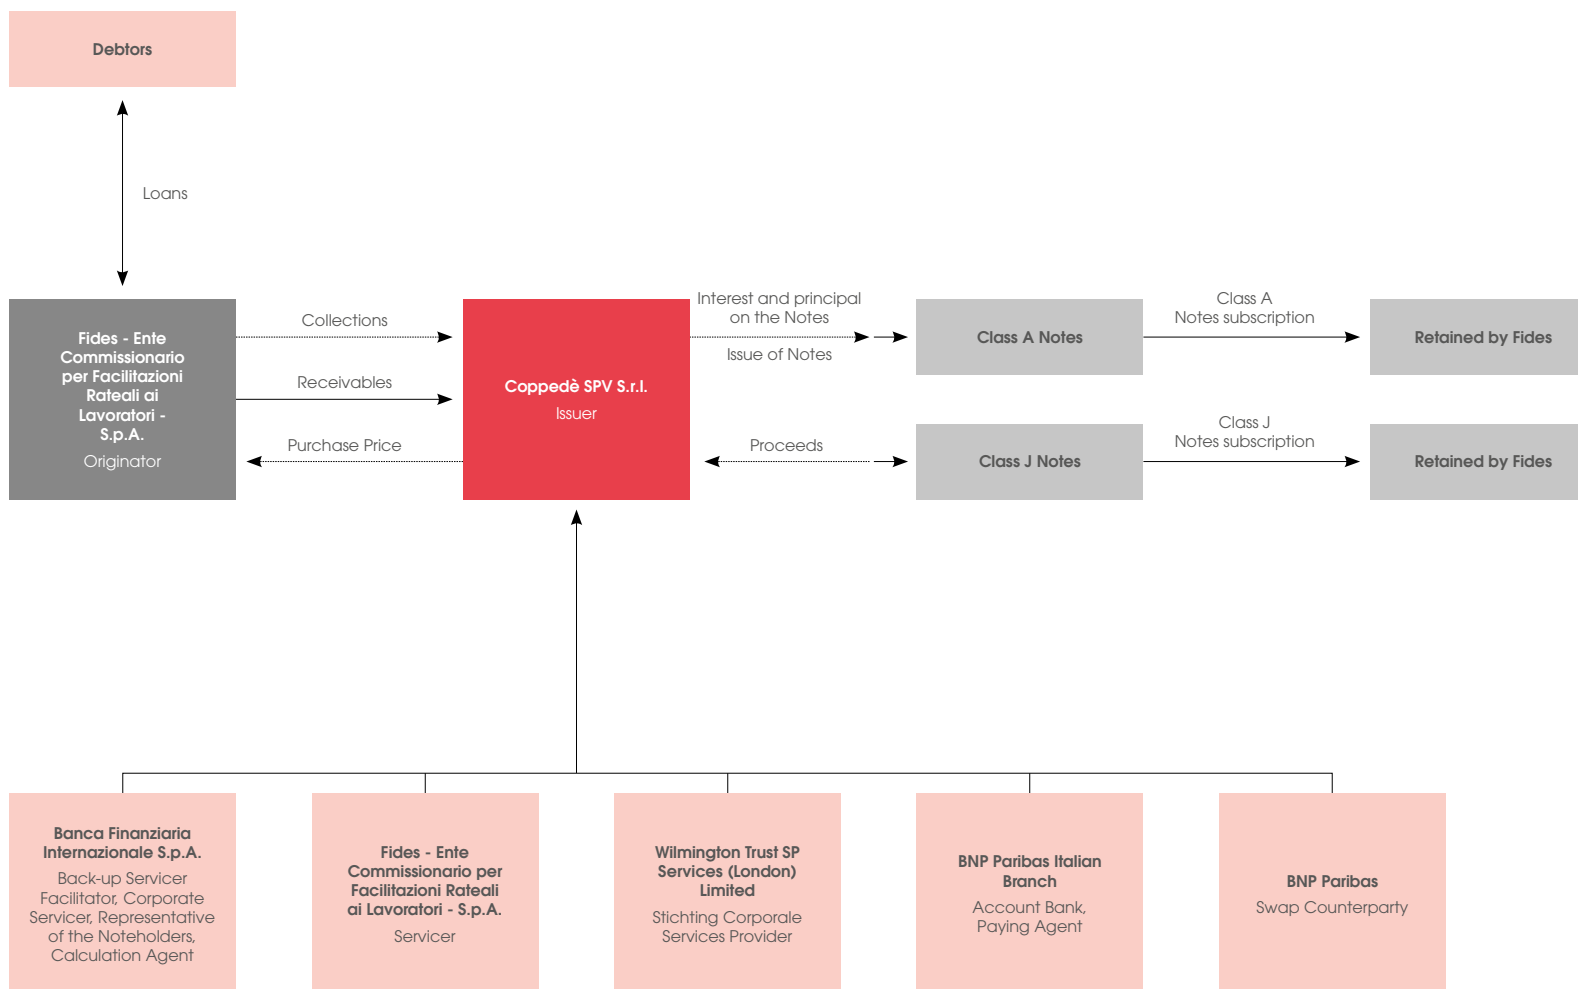 Debtors
Loans
Fides - Ente
Commissionario
per Facilitazioni
Rateali ai
Lavoratori -
S.p.A.
Originator
Collections
Receivables
Purchase Price
Coppedè SPV S.r.l.
Issuer
Interest and principal
on the Notes
Issue of Notes
Proceeds
Class A Notes
Class A
Notes subscription
Retained by Fides
Class J Notes
Class J
Notes subscription
Retained by Fides
Banca Finanziaria
Internazionale S.p.A.
Back-up Servicer
Facilitator, Corporate
Servicer, Representative
of the Noteholders,
Calculation Agent
Fides - Ente
Commissionario per
Facilitazioni Rateali
ai Lavoratori - S.p.A.
Servicer
Wilmington Trust SP
Services (London)
Limited
Stichting Corporale
Services Provider
BNP Paribas Italian
Branch
Account Bank,
Paying Agent
BNP Paribas
Swap Counterparty